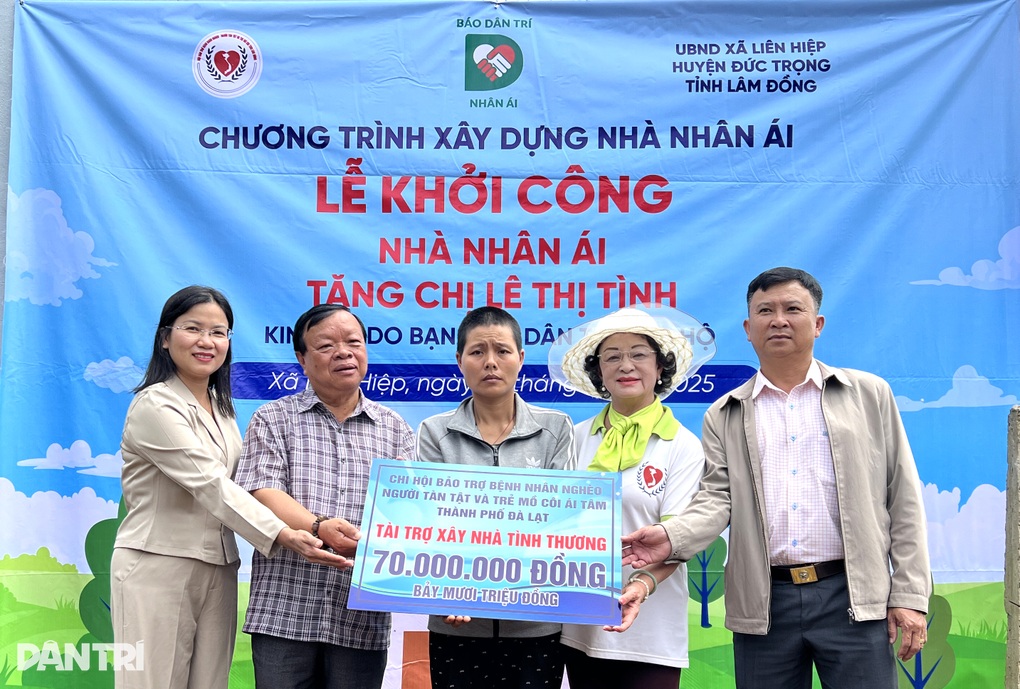 BÁO DÂN TRÍ
NHÂN ÁI
UBND XÃ LIÊN HIỆP
HUYỆN ĐỨC TRỌNG
TỈNH LÂM ĐỒNG
CHƯƠNG TRÌNH XÂY DỰNG NHÀ NHÂN ÁI
LỄ KHỞI CÔNG
NHÀ NHÂN ÁI
TẶNG CHỊ LÊ THỊ TÌNH
DO BẠN DÂN HỘ
Xã Hiệp, 2025
CHI HỘI BẢO TRỢ BỆNH NHÂN NGHÈO
NGƯỜI TÀN TẬT VÀ TRẺ MỒ CÔI ÁI TÂM
THÀNH PHỐ ĐÀ LẠT
TÀI TRỢ XÂY NHÀ TÌNH THƯƠNG
70.000.000 ĐỒNG
BẢY MƯƠI TRIỆU ĐỒNG
DÂN TRÍ